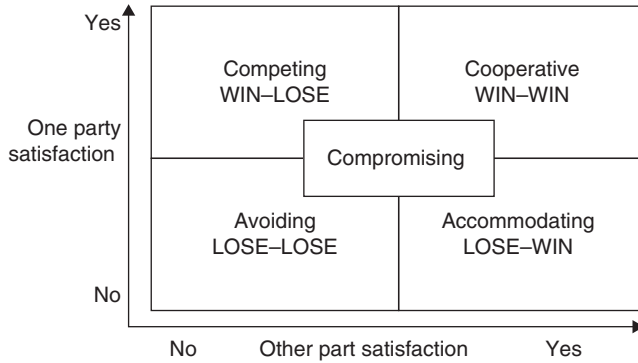 Yes
Competing
WIN–LOSE
Cooperative
WIN–WIN
One party
satisfaction
Compromising
Avoiding
LOSE–LOSE
Accommodating
LOSE–WIN
No
No
Other part satisfaction
Yes